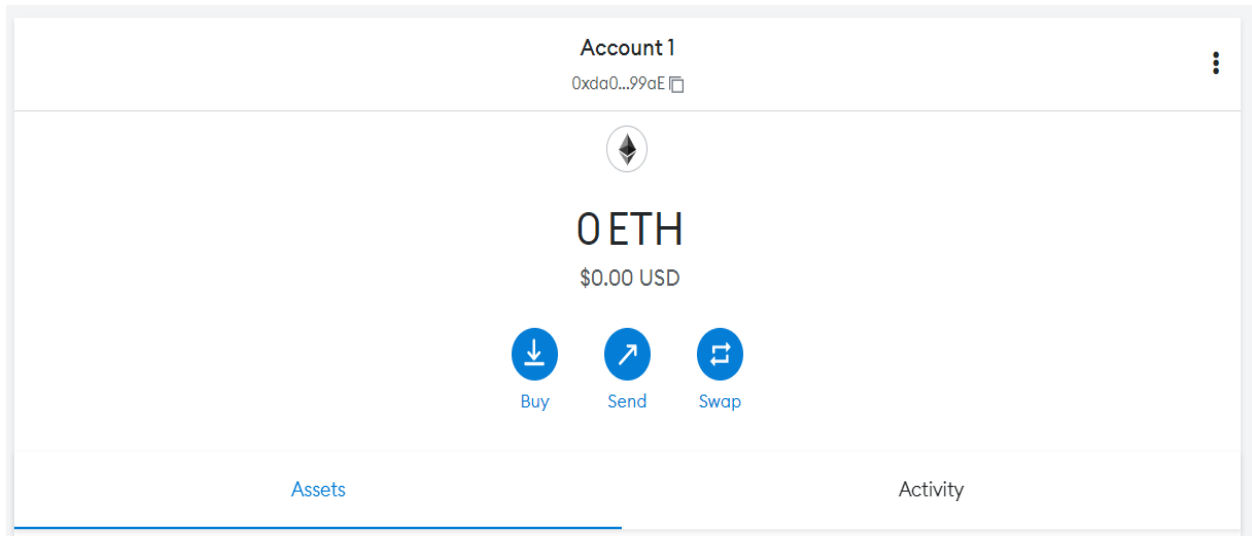 Account 1
0xda0...99aE
0 ETH
$0.00 USD
Buy Send Swap
Assets Activity